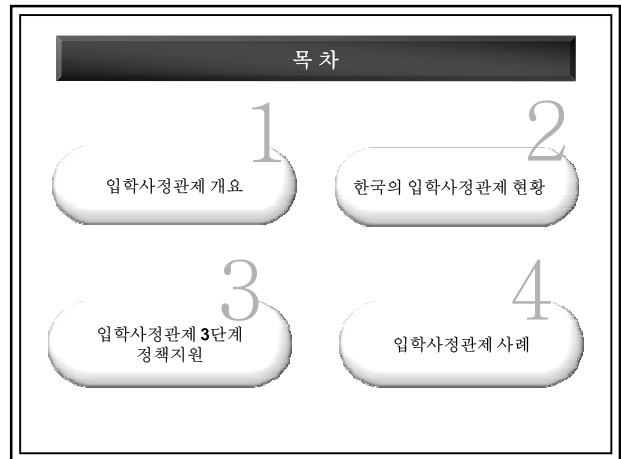 목 차
1
입학사정관제 개요
2
한국의 입학사정관제 현황
3
입학사정관제 3단계
정책지원
4
입학사정관제 사례